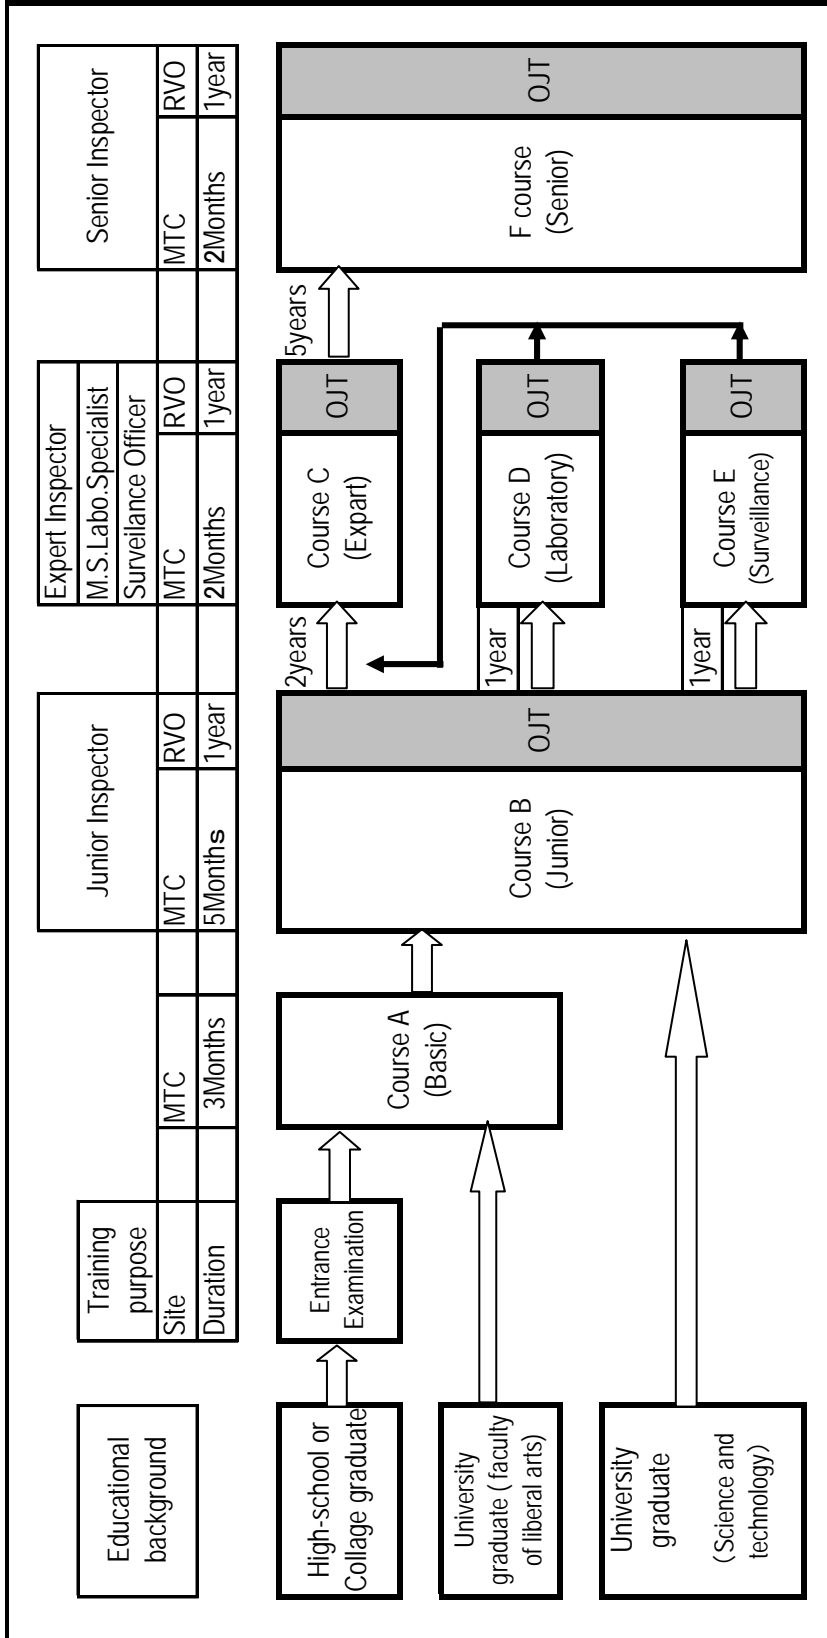 Educational
background
Training
purpose
Site
Duration
MTC
3Months
Junior Inspector
MTC
RVO
5Months
1year
Expert Inspector
M.S.Labo.Specialist
Surveilance Officer
MTC
RVO
2Months
1year
Senior Inspector
MTC
RVO
2Months
1year
High-school or
Collage graduate
Entrance
Examination
University
graduate ( faculty
of liberal arts)
University
graduate
(Science and
technology)
Course A
(Basic)
Course B
(Junior)
OJT
2years
1year
1year
Course C
(Expart)
OJT
Course D
(Laboratory)
OJT
Course E
(Surveillance)
OJT
5years
F course
(Senior)
OJT